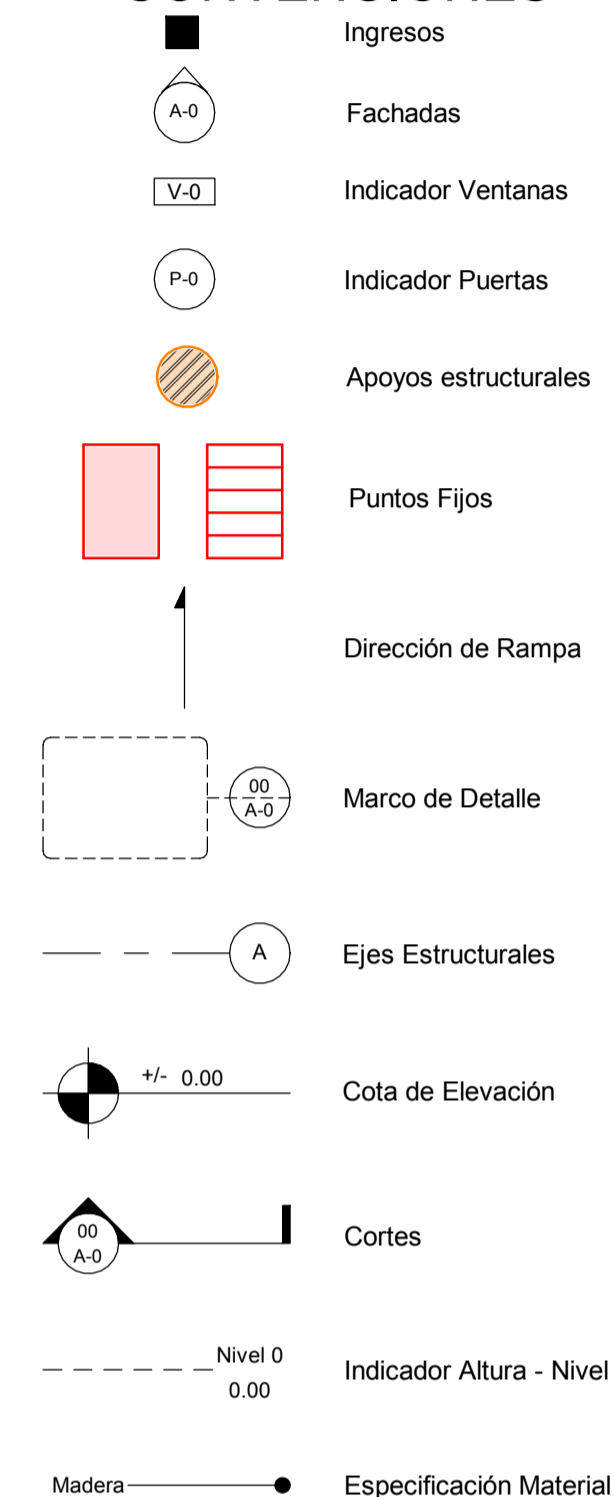 CONVENCIONES
Ingresos
A-0
Fachadas
V-0
Indicador Ventanas
P-0
Indicador Puertas
Apoyos estructurales
Puntos Fijos
Dirección de Rampa
00
A-0
Marco de Detalle
A
Ejes Estructurales
+/- 0.00
Cota de Elevación
00
A-0
Cortes
Nivel 0
0.00
Indicador Altura - Nivel
Madera
Especificación Material